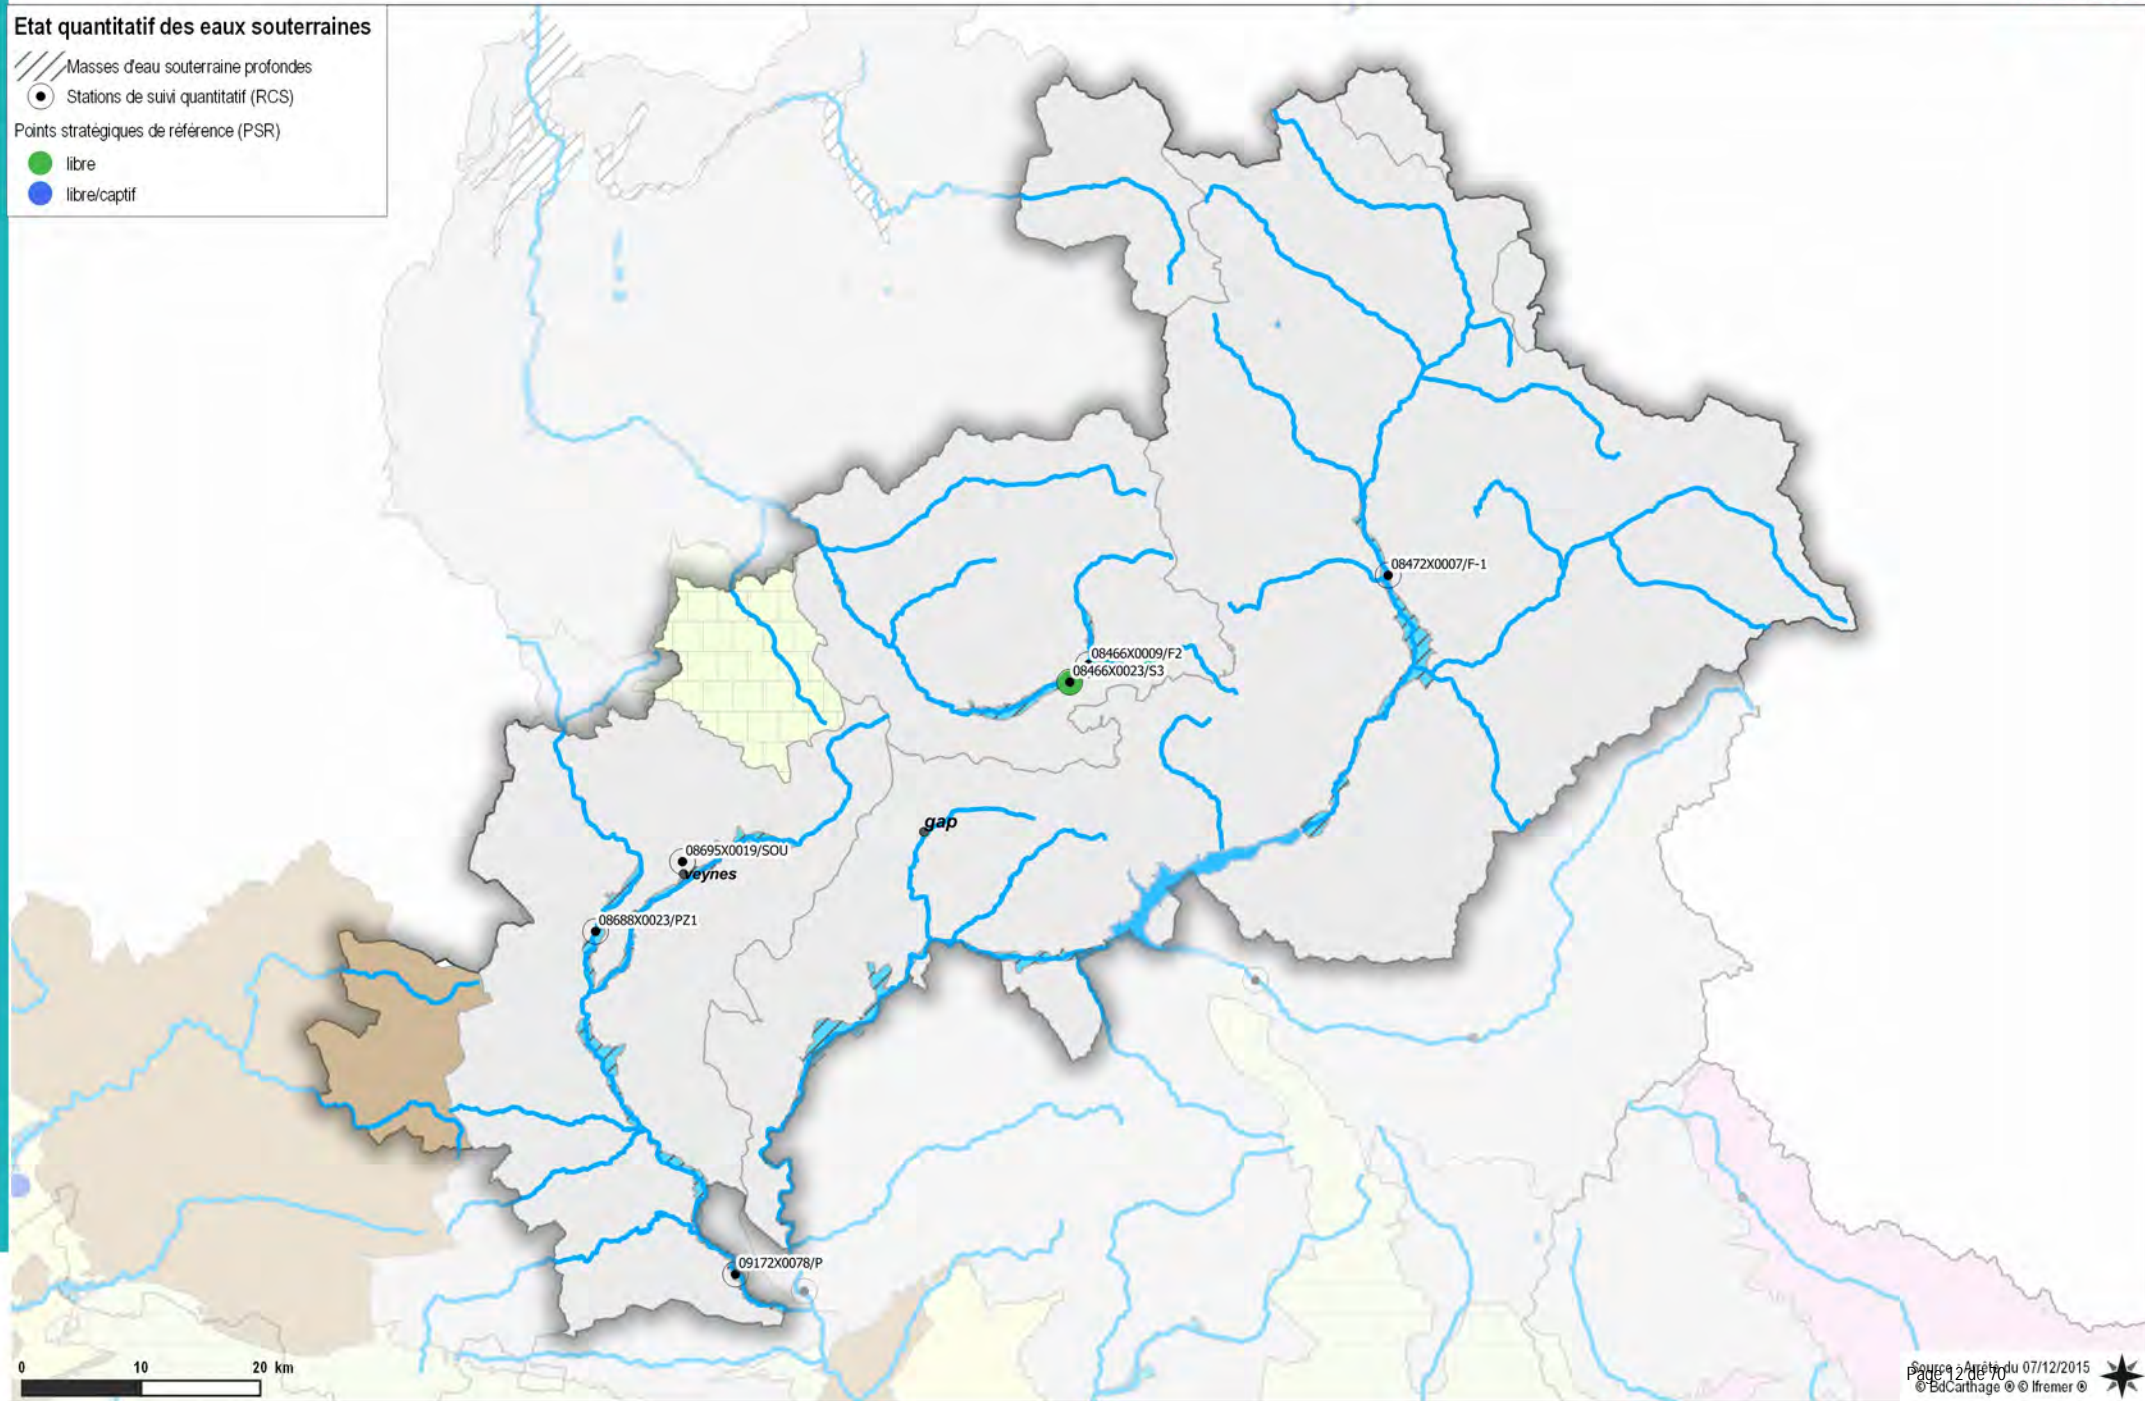 Etat quantitatif des eaux souterraines
Masses d'eau souterraine profondes
Stations de suivi quantitatif (RCS)
Points stratégiques de référence (PSR)
libre
libre/captif
08472X0007/F-1
08466X0009/F2
08466X0023/S3
gap
08695X0019/SOU
veynes
08688X0023/PZ1
09172X0078/P
0 10 20 km
Source : Arrêté du 07/12/2015
Page 12 de 70
© BdCarthage ® © Ifremer ®